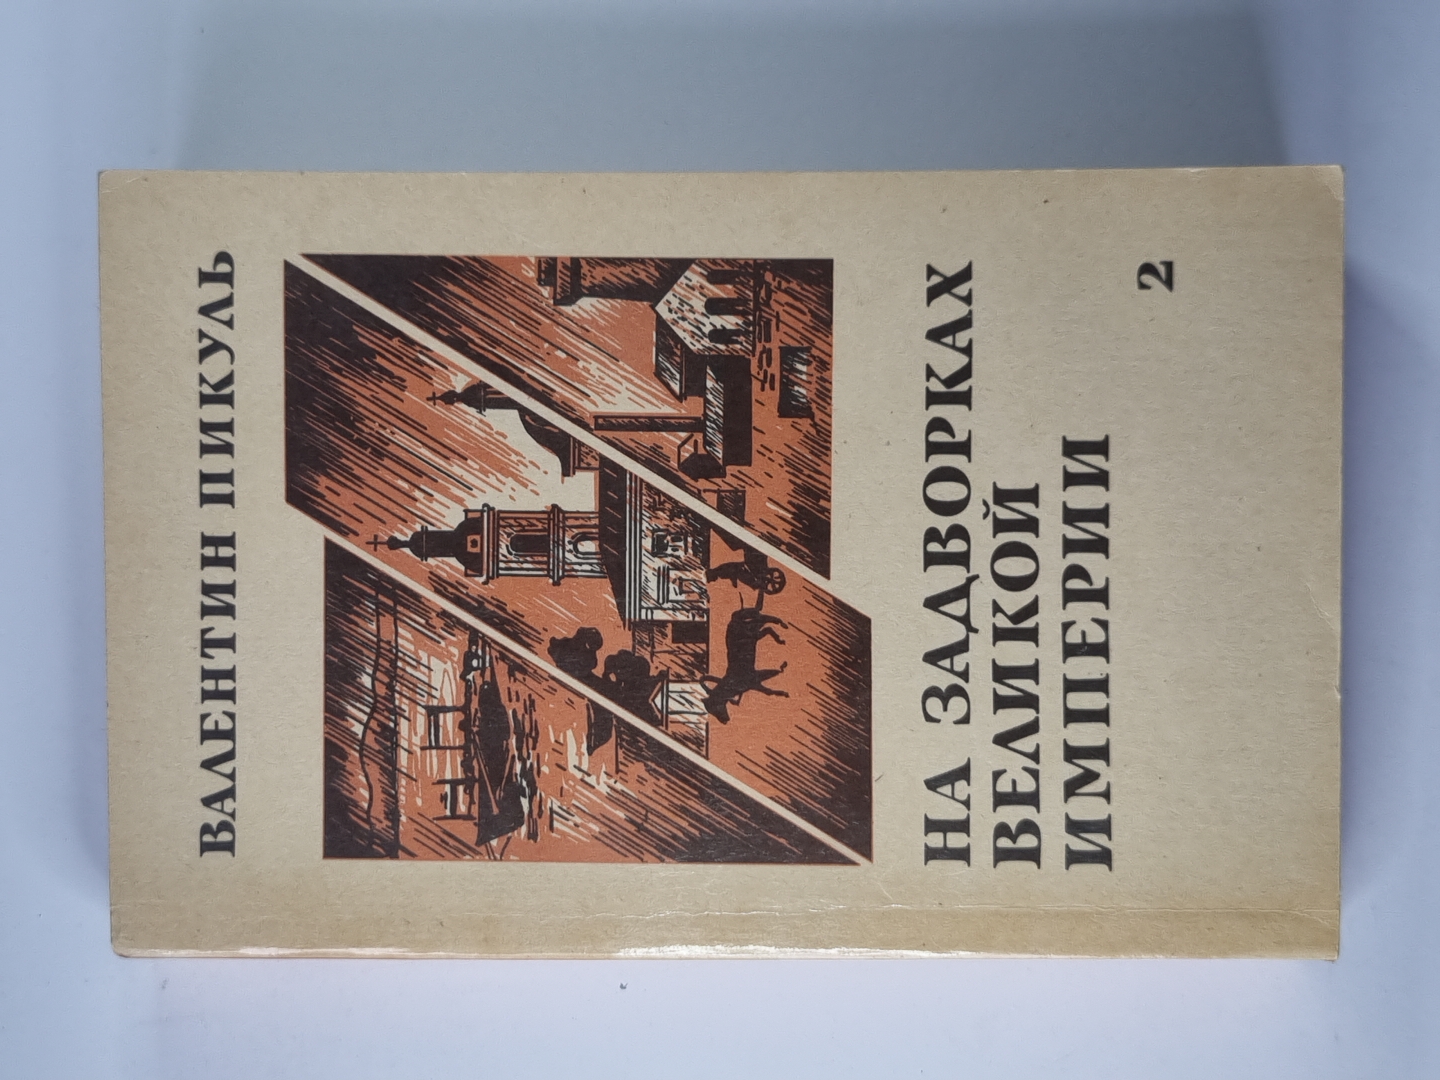 ВАЛЕНТИН ПИКУЛЬ
НА ЗАДВОРКАХ
ВЕЛИКОЙ
ИМПЕРИИ
2